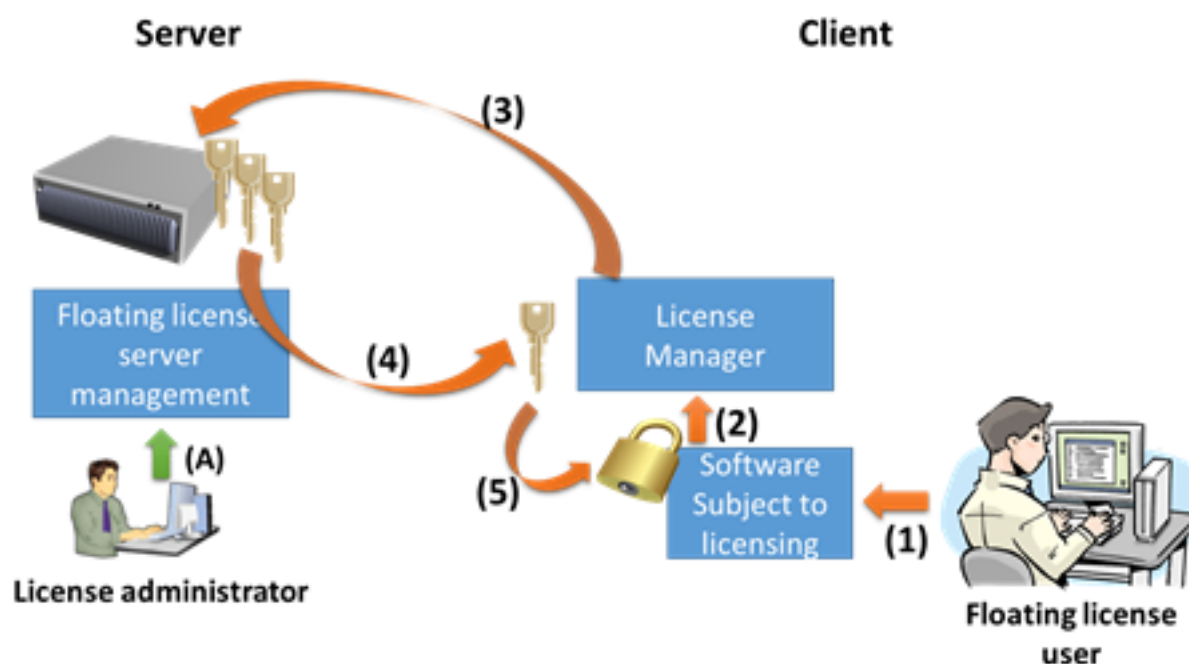 Server
Client
(3)
Floating license
server
management
License
Manager
(4)
(2)
(A)
(5)
Software
Subject to
licensing
(1)
License administrator
Floating license
user